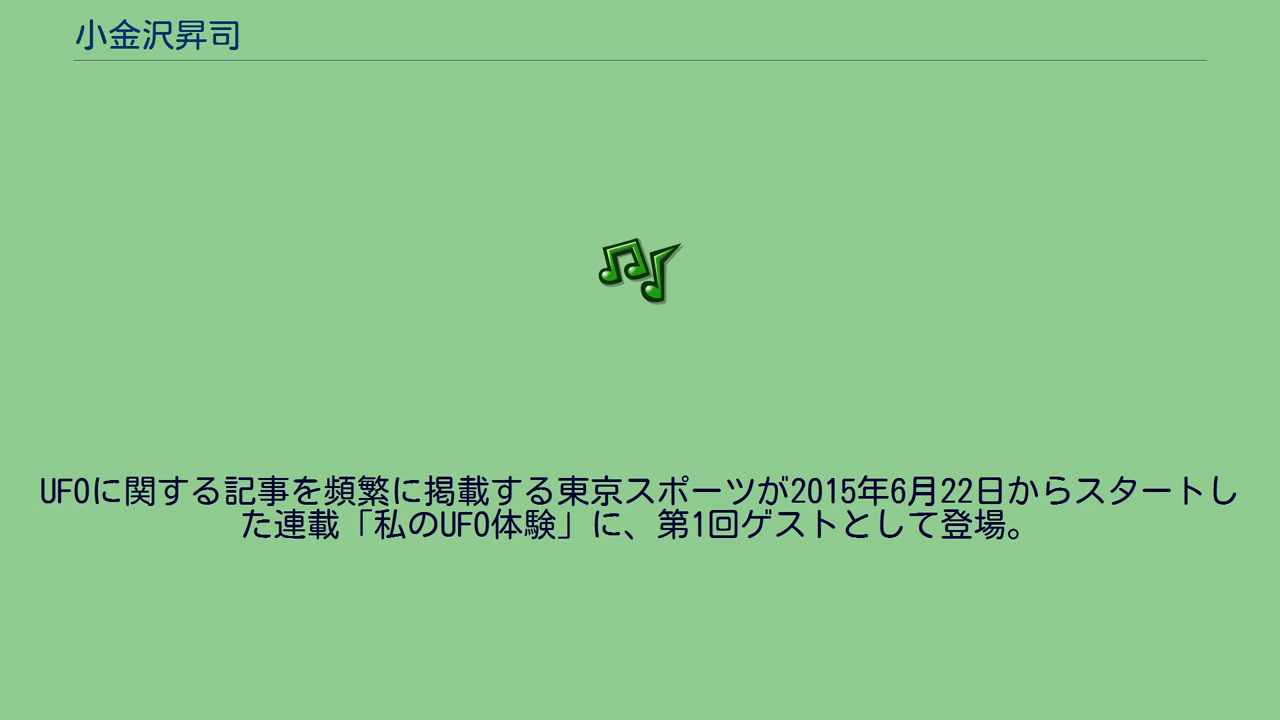 小金沢昇司
UFOに関する記事を頻繁に掲載する東京スポーツが2015年6月22日からスタートし
た連載「私のUFO体験」に、第1回ゲストとして登場。